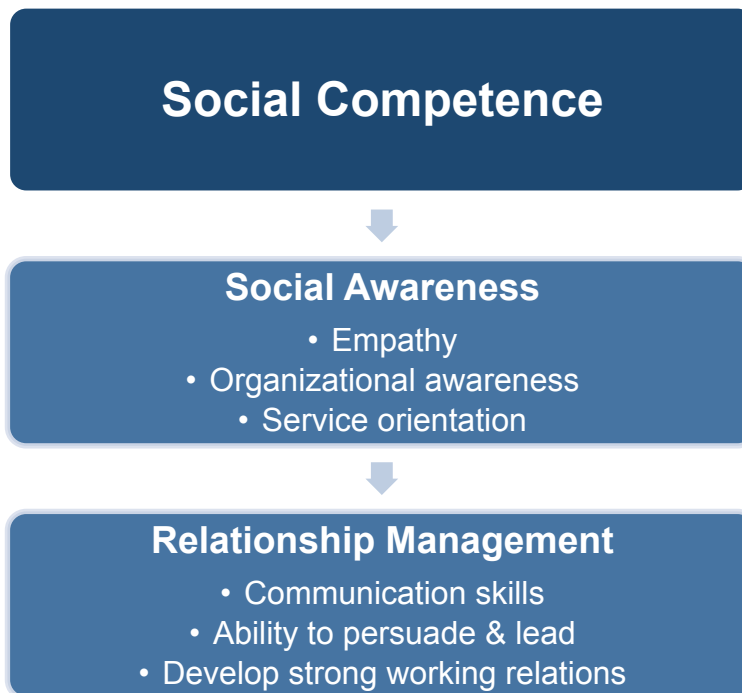 Social Competence
Social Awareness
• Empathy
• Organizational awareness
• Service orientation
Relationship Management
• Communication skills
• Ability to persuade & lead
• Develop strong working relations